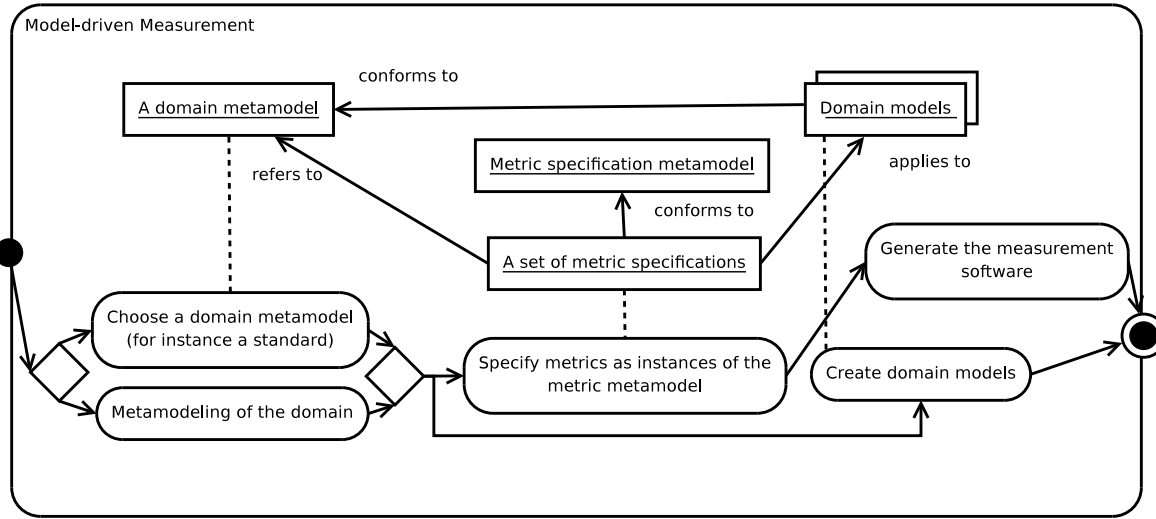 Model-driven Measurement
conforms to
A domain metamodel
Domain models
Metric specification metamodel
applies to
refers to
conforms to
A set of metric specifications
Generate the measurement
software
Choose a domain metamodel
(for instance a standard)
Specify metrics as instances of the
metric metamodel
Create domain models
Metamodeling of the domain